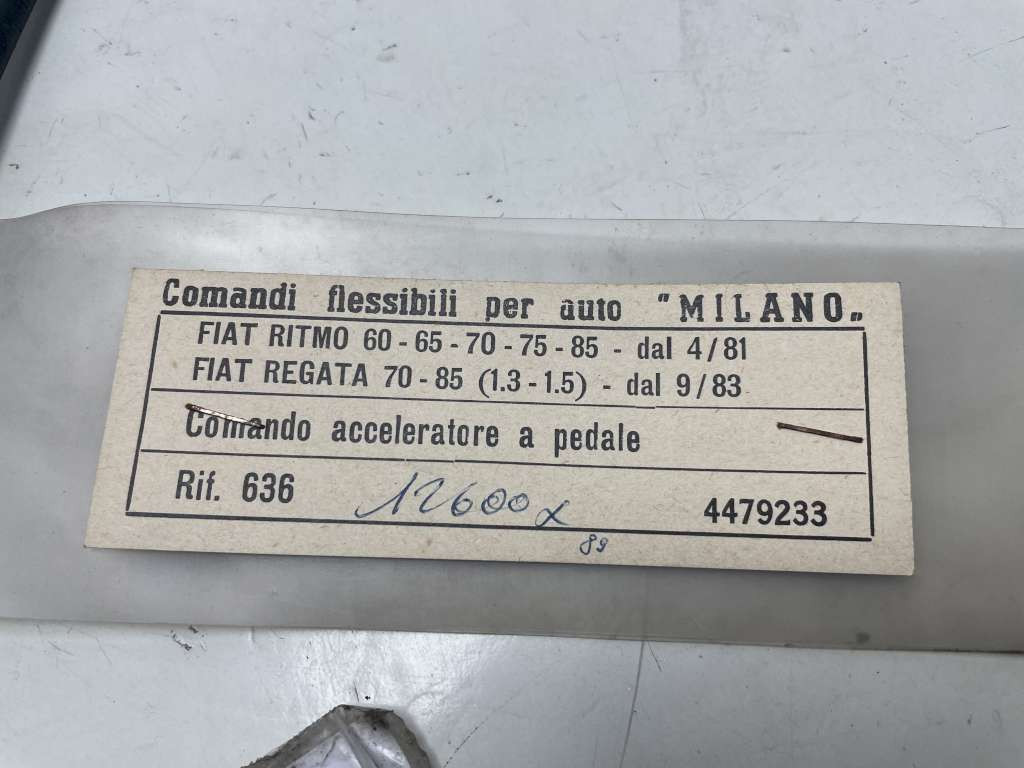 Comandi flessibili per auto "MILANO„
FIAT RITMO 60 - 65 - 70 - 75 - 85 - dal 4/81
FIAT REGATA 70 - 85 (1.3 - 1.5) - dal 9/83
Comando acceleratore a pedale
Rif. 636 12600 4479233
89